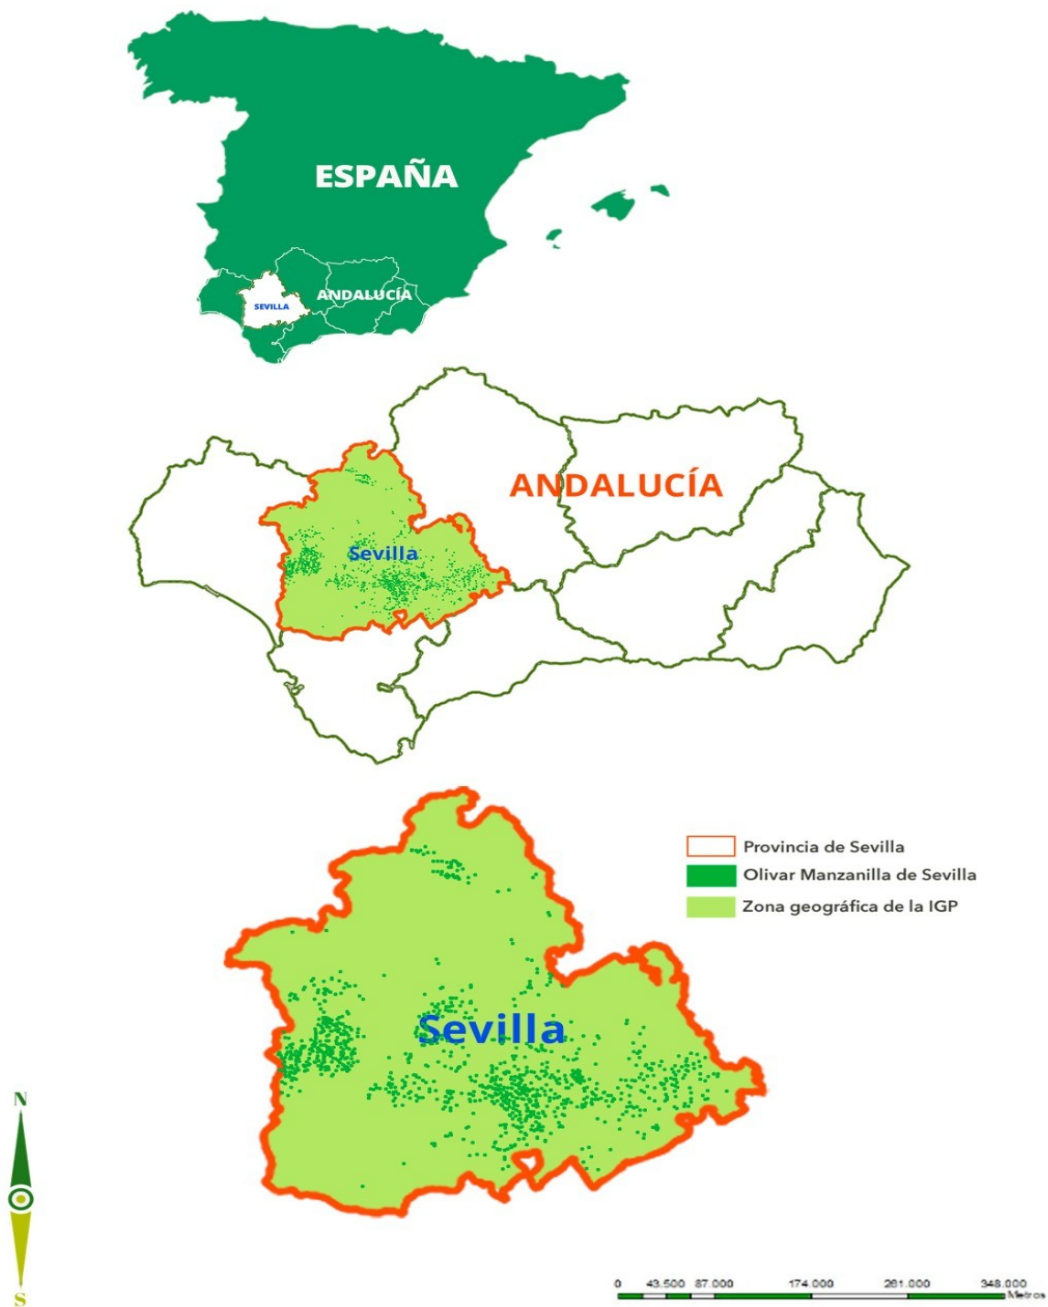 ESPAÑA
ANDALUCÍA
SEVILLA
ANDALUCÍA
Sevilla
Provincia de Sevilla
Olivar Manzanilla de Sevilla
Zona geográfica de la IGP
Sevilla
N
S
0 43.500 87.000 174.000 261.000 348.000
Metros